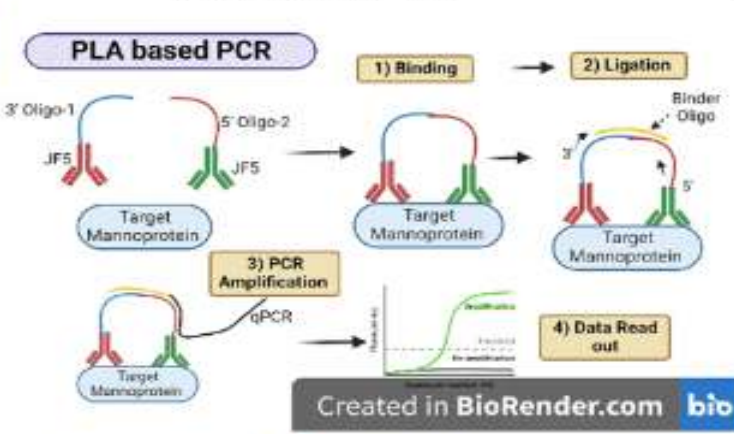 PLA based PCR
1) Binding
2) Ligation
3' Oligo-1
5' Oligo-2
JF5
JF5
Target
Mannoprotein
Target
Mannoprotein
Binder
Oligo
3'
5'
Target
Mannoprotein
3) PCR
Amplification
qPCR
Target
Mannoprotein
Amplification
No amplification
4) Data Read
out
Created in BioRender.com
bio